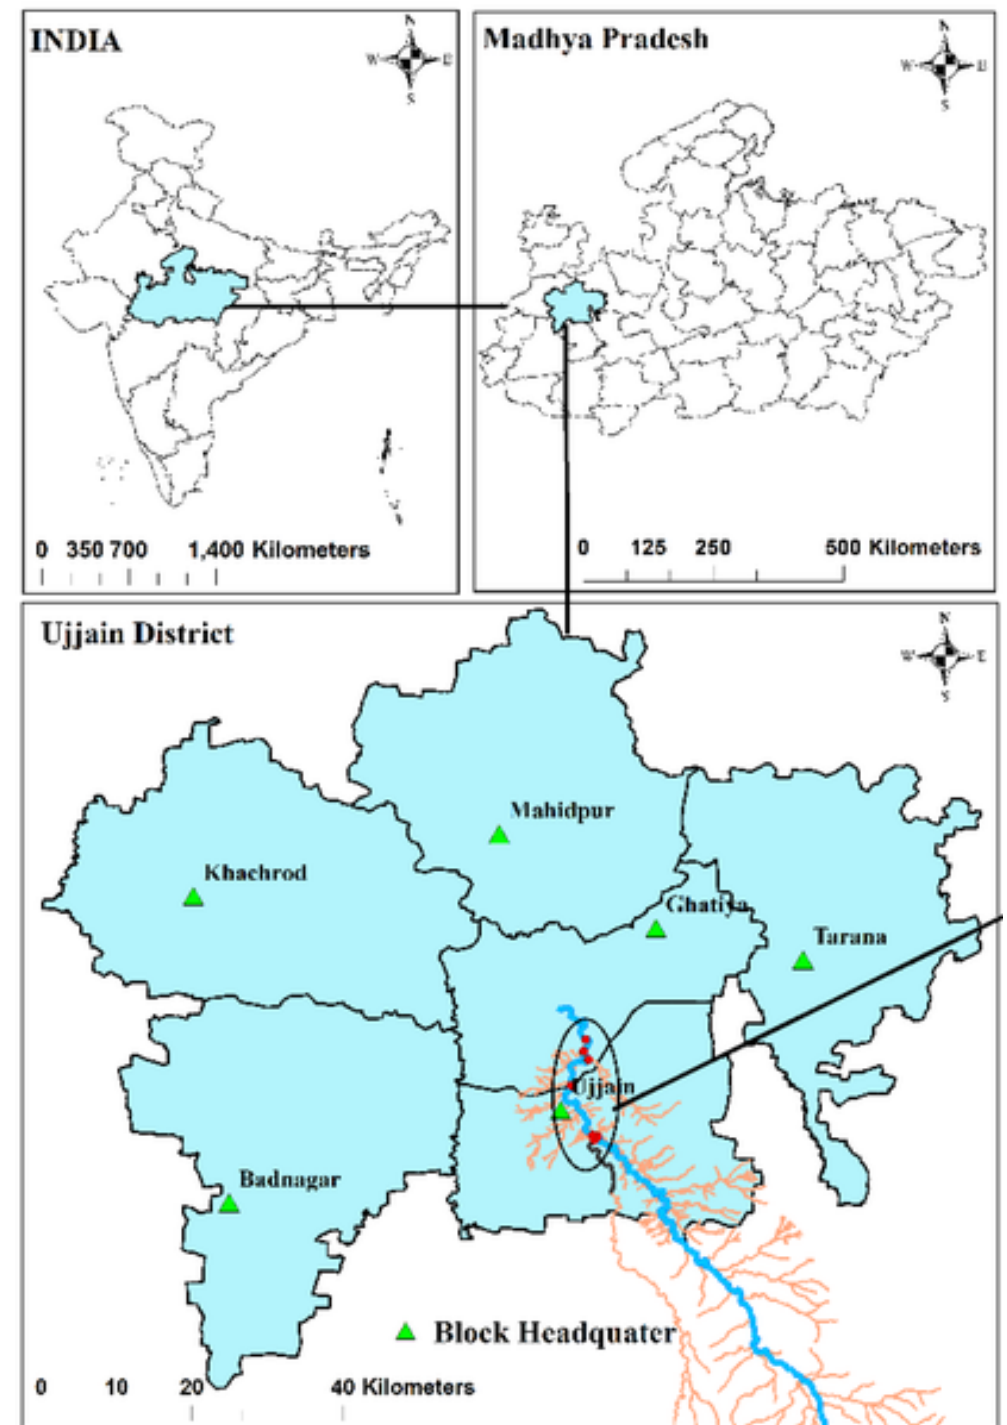 INDIA
N
W E
S
0 350 700 1,400 Kilometers
Madhya Pradesh
N
W E
S
0 125 250 500 Kilometers
Ujjain District
N
W E
S
Mahidpur
Khachrod
Ghatiya
Tarana
Ujjain
Badnagar
Block Headquater
0 10 20 40 Kilometers